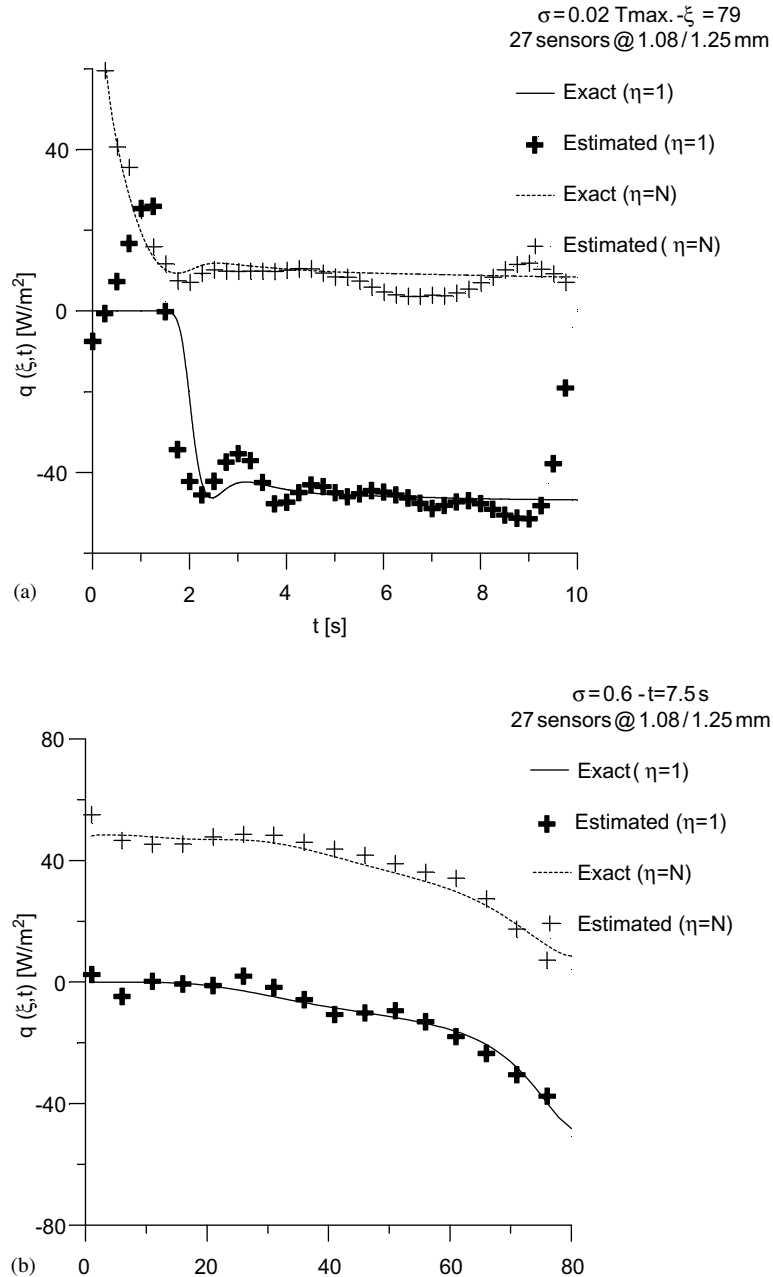 σ=0.02 Tmax. -ξ =79
27 sensors @ 1.08 / 1.25 mm
Exact (η=1)
Estimated (η=1)
Exact (η=N)
Estimated ( η=N)
q (ξ,t) [W/m²]
40
0
-40
(a)
0 2 4 6 8 10
t [s]
σ=0.6 - t=7.5 s
27 sensors @ 1.08 / 1.25 mm
Exact ( η=1)
Estimated (η=1)
Exact (η=N)
Estimated (η=N)
q (ξ,t) [W/m²]
80
40
0
-40
-80
(b)
0 20 40 60 80